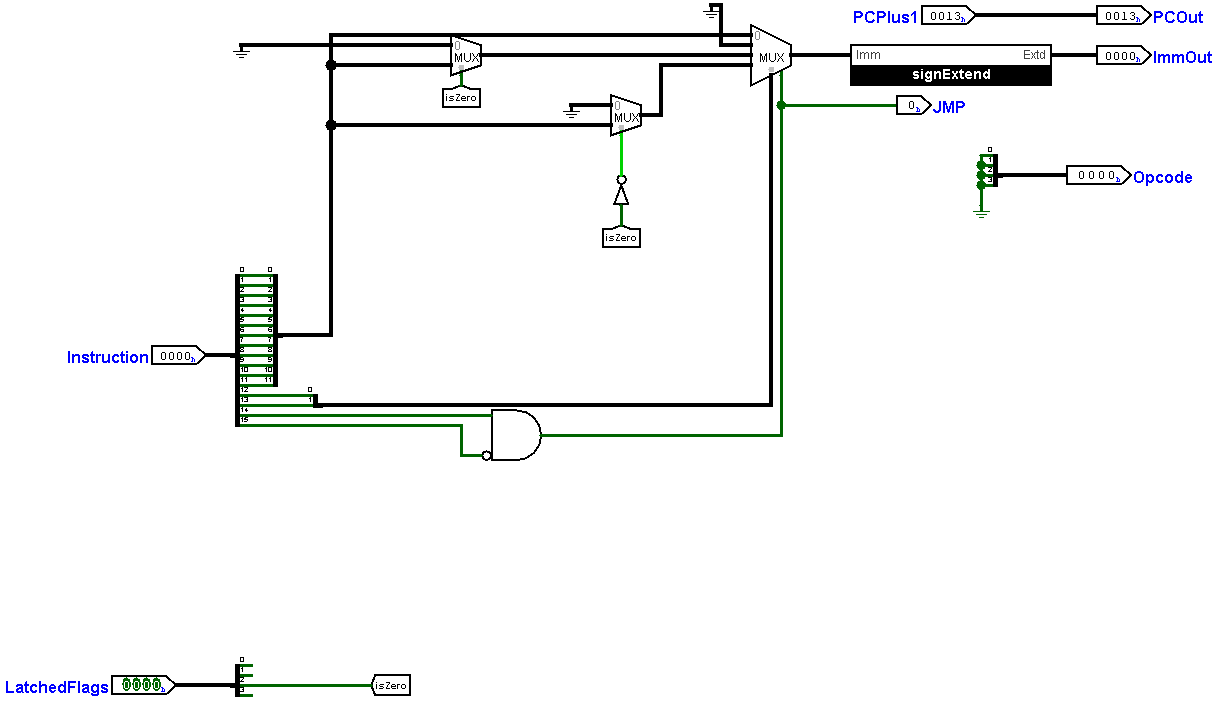 PCPlus1 0013h 0013h PCOut
0 MUX
0 MUX
Imm Extd
signExtend
0000h ImmOut
isZero
0 MUX
0h JMP
0
1
2
3
0000h Opcode
isZero
Instruction 0000h
0 0
1 1
2 2
3 3
4 4
5 5
6 6
7 7
8 8
9 9
10 10
11 11
12 0
13 1
14
15
LatchedFlags 0000h
0
1
2
3
isZero